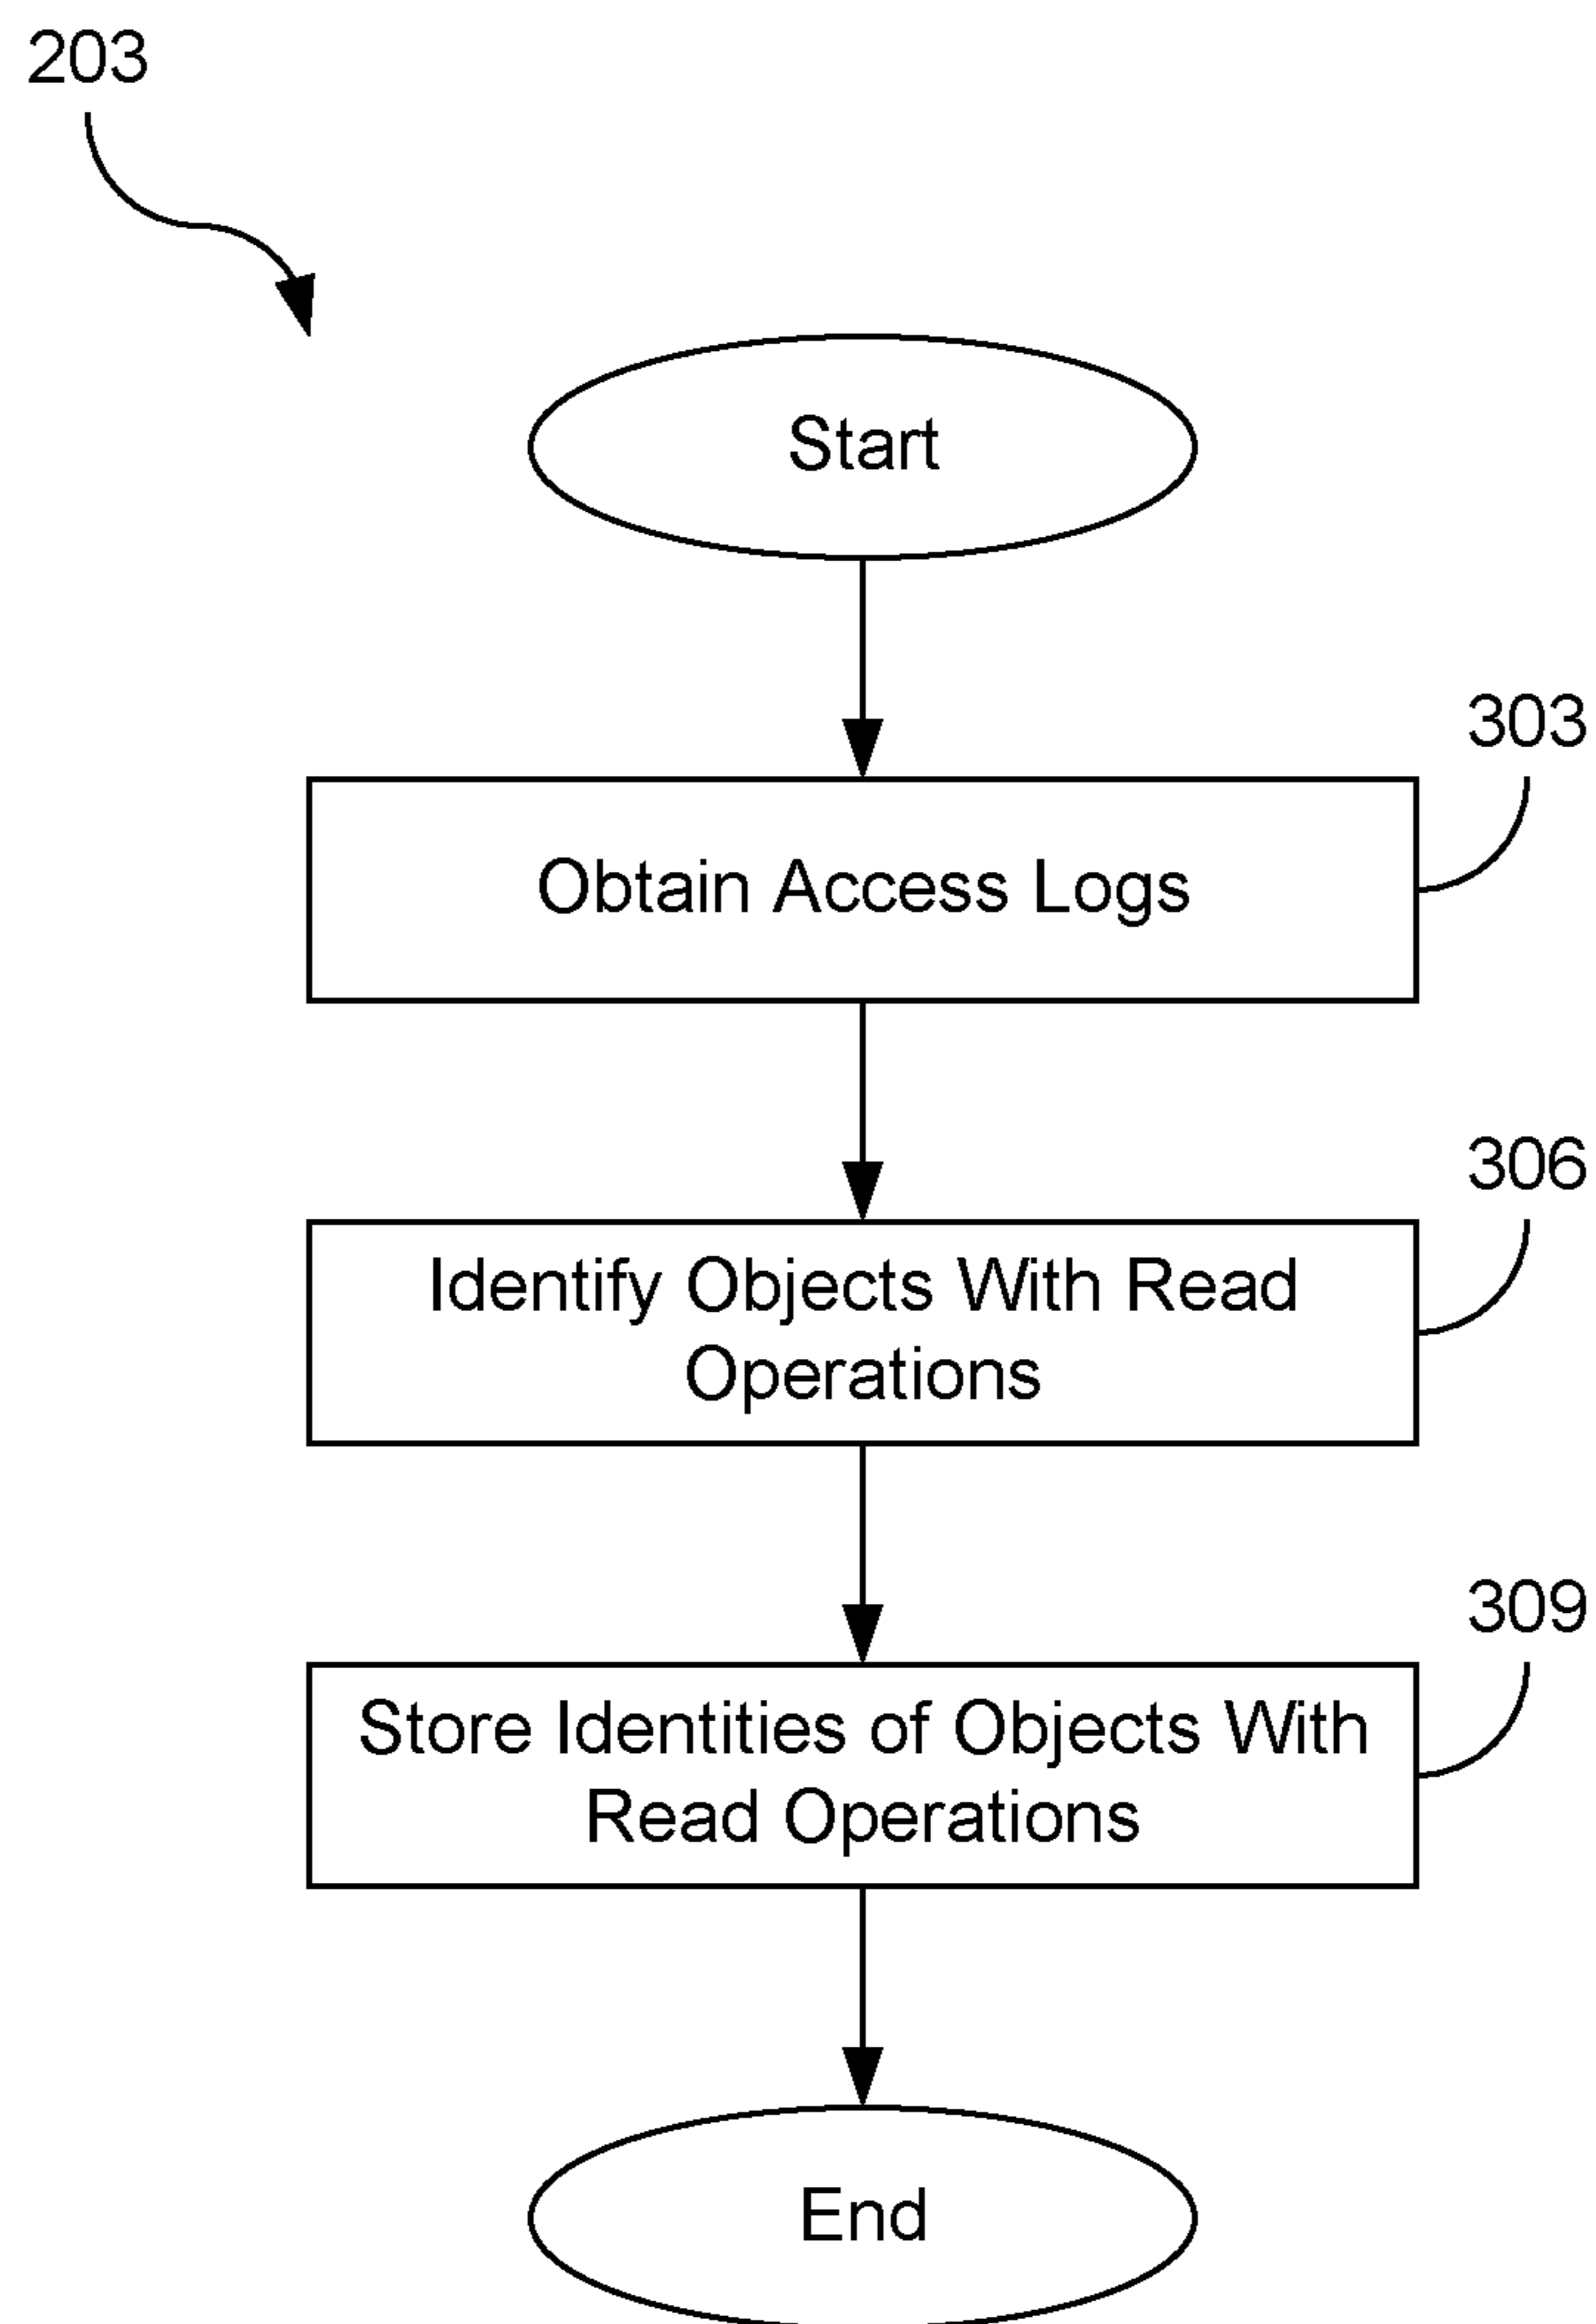 203
Start
303
Obtain Access Logs
306
Identify Objects With Read
Operations
309
Store Identities of Objects With
Read Operations
End